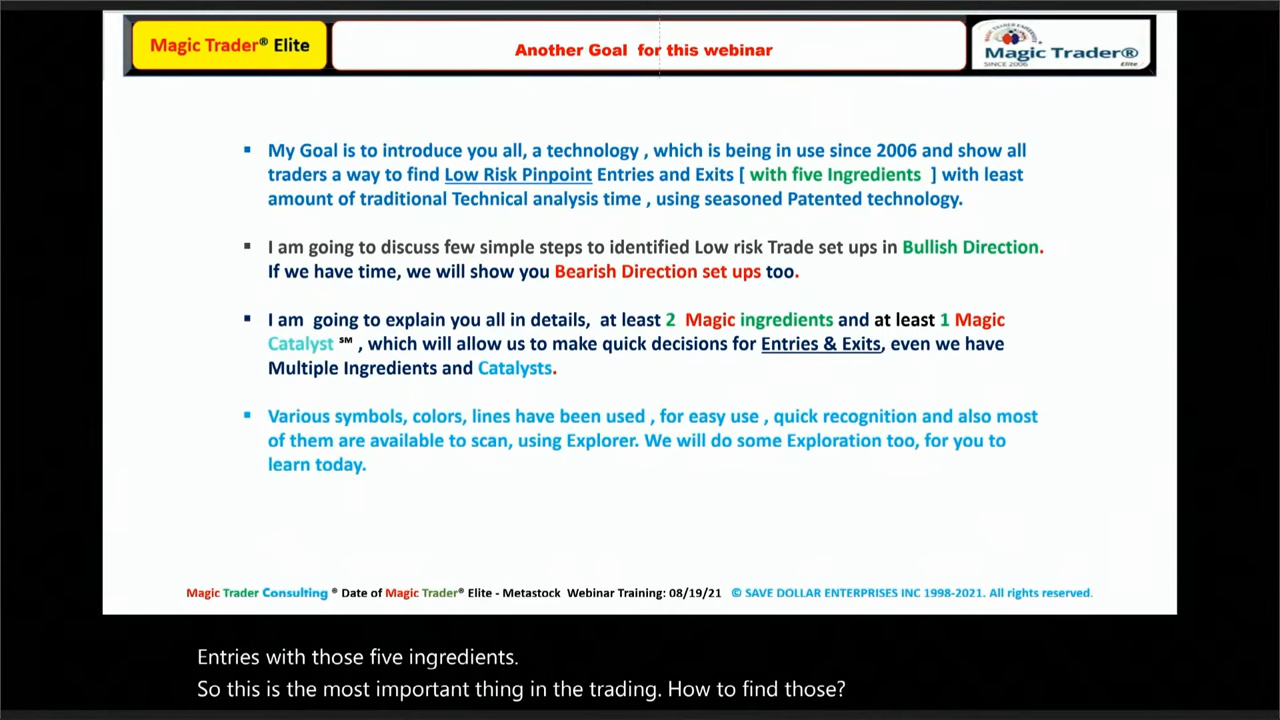 Magic Trader® Elite
Another Goal for this webinar
Magic Trader®
SINCE 2006
Elite
▪ My Goal is to introduce you all, a technology , which is being in use since 2006 and show all
traders a way to find Low Risk Pinpoint Entries and Exits [ with five Ingredients ] with least
amount of traditional Technical analysis time , using seasoned Patented technology.
▪ I am going to discuss few simple steps to identified Low risk Trade set ups in Bullish Direction.
If we have time, we will show you Bearish Direction set ups too.
▪ I am going to explain you all in details, at least 2 Magic ingredients and at least 1 Magic
Catalyst ℠ , which will allow us to make quick decisions for Entries & Exits, even we have
Multiple Ingredients and Catalysts.
▪ Various symbols, colors, lines have been used , for easy use , quick recognition and also most
of them are available to scan, using Explorer. We will do some Exploration too, for you to
learn today.
Magic Trader Consulting ® Date of Magic Trader® Elite - Metastock Webinar Training: 08/19/21 © SAVE DOLLAR ENTERPRISES INC 1998-2021. All rights reserved.
Entries with those five ingredients.
So this is the most important thing in the trading. How to find those?